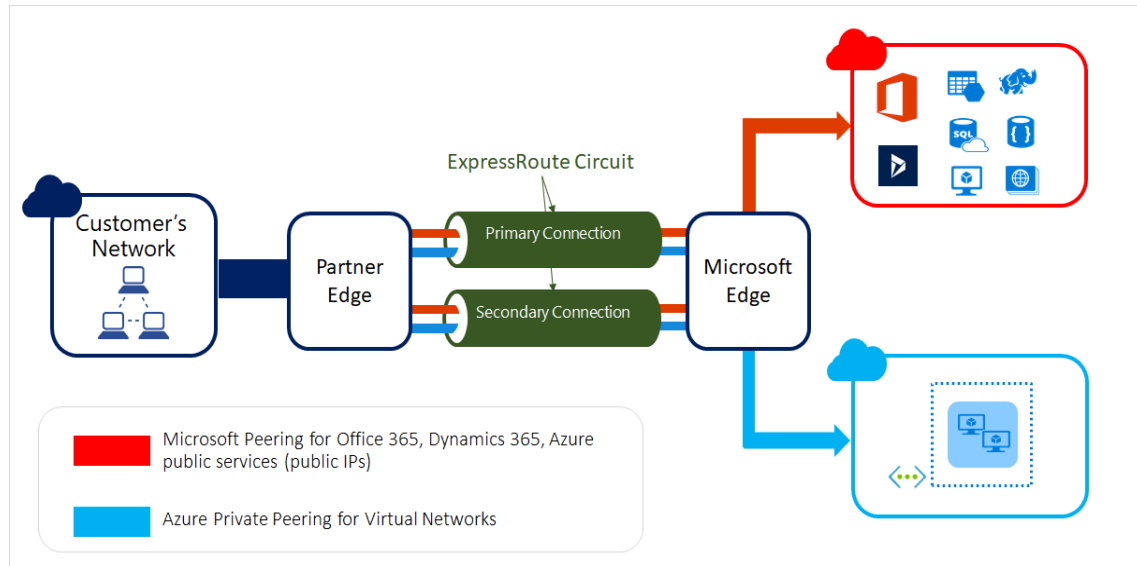 ExpressRoute Circuit
Customer's
Network
Partner
Edge
Primary Connection
Secondary Connection
Microsoft
Edge
SQL
Microsoft Peering for Office 365, Dynamics 365, Azure
public services (public IPs)
Azure Private Peering for Virtual Networks